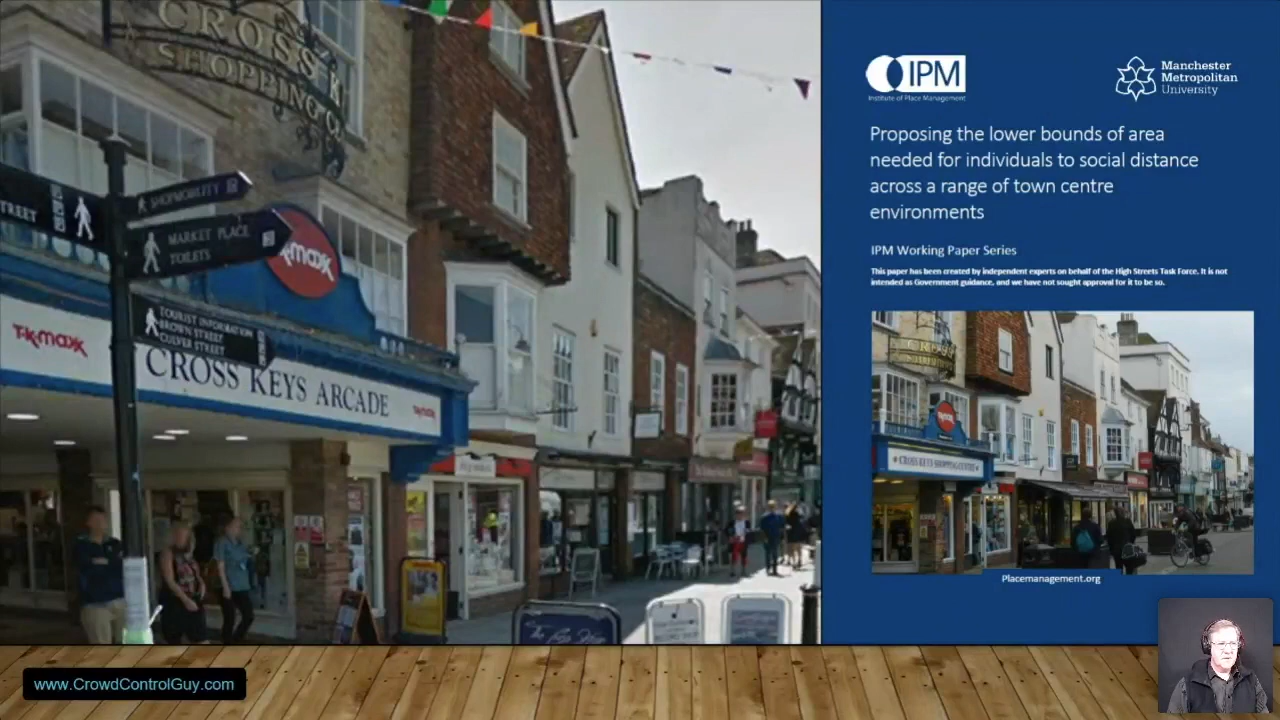 CROSS K
SHOPPING C
SHOPMOBILITY
STREET
MARKET PLACE
TOILETS
TOURIST INFORMATION
BROWN STREET
CULVER STREET
T·K·maxx
CROSS KEYS ARCADE
IPM
Institute of Place Management
Manchester
Metropolitan
University
Proposing the lower bounds of area
needed for individuals to social distance
across a range of town centre
environments
IPM Working Paper Series
This paper has been created by independent experts on behalf of the High Streets Task Force. It is not
intended as Government guidance, and we have not sought approval for it to be so.
CROSS KEYS SHOPPING CENTRE
Placemanagement.org
www.CrowdControlGuy.com